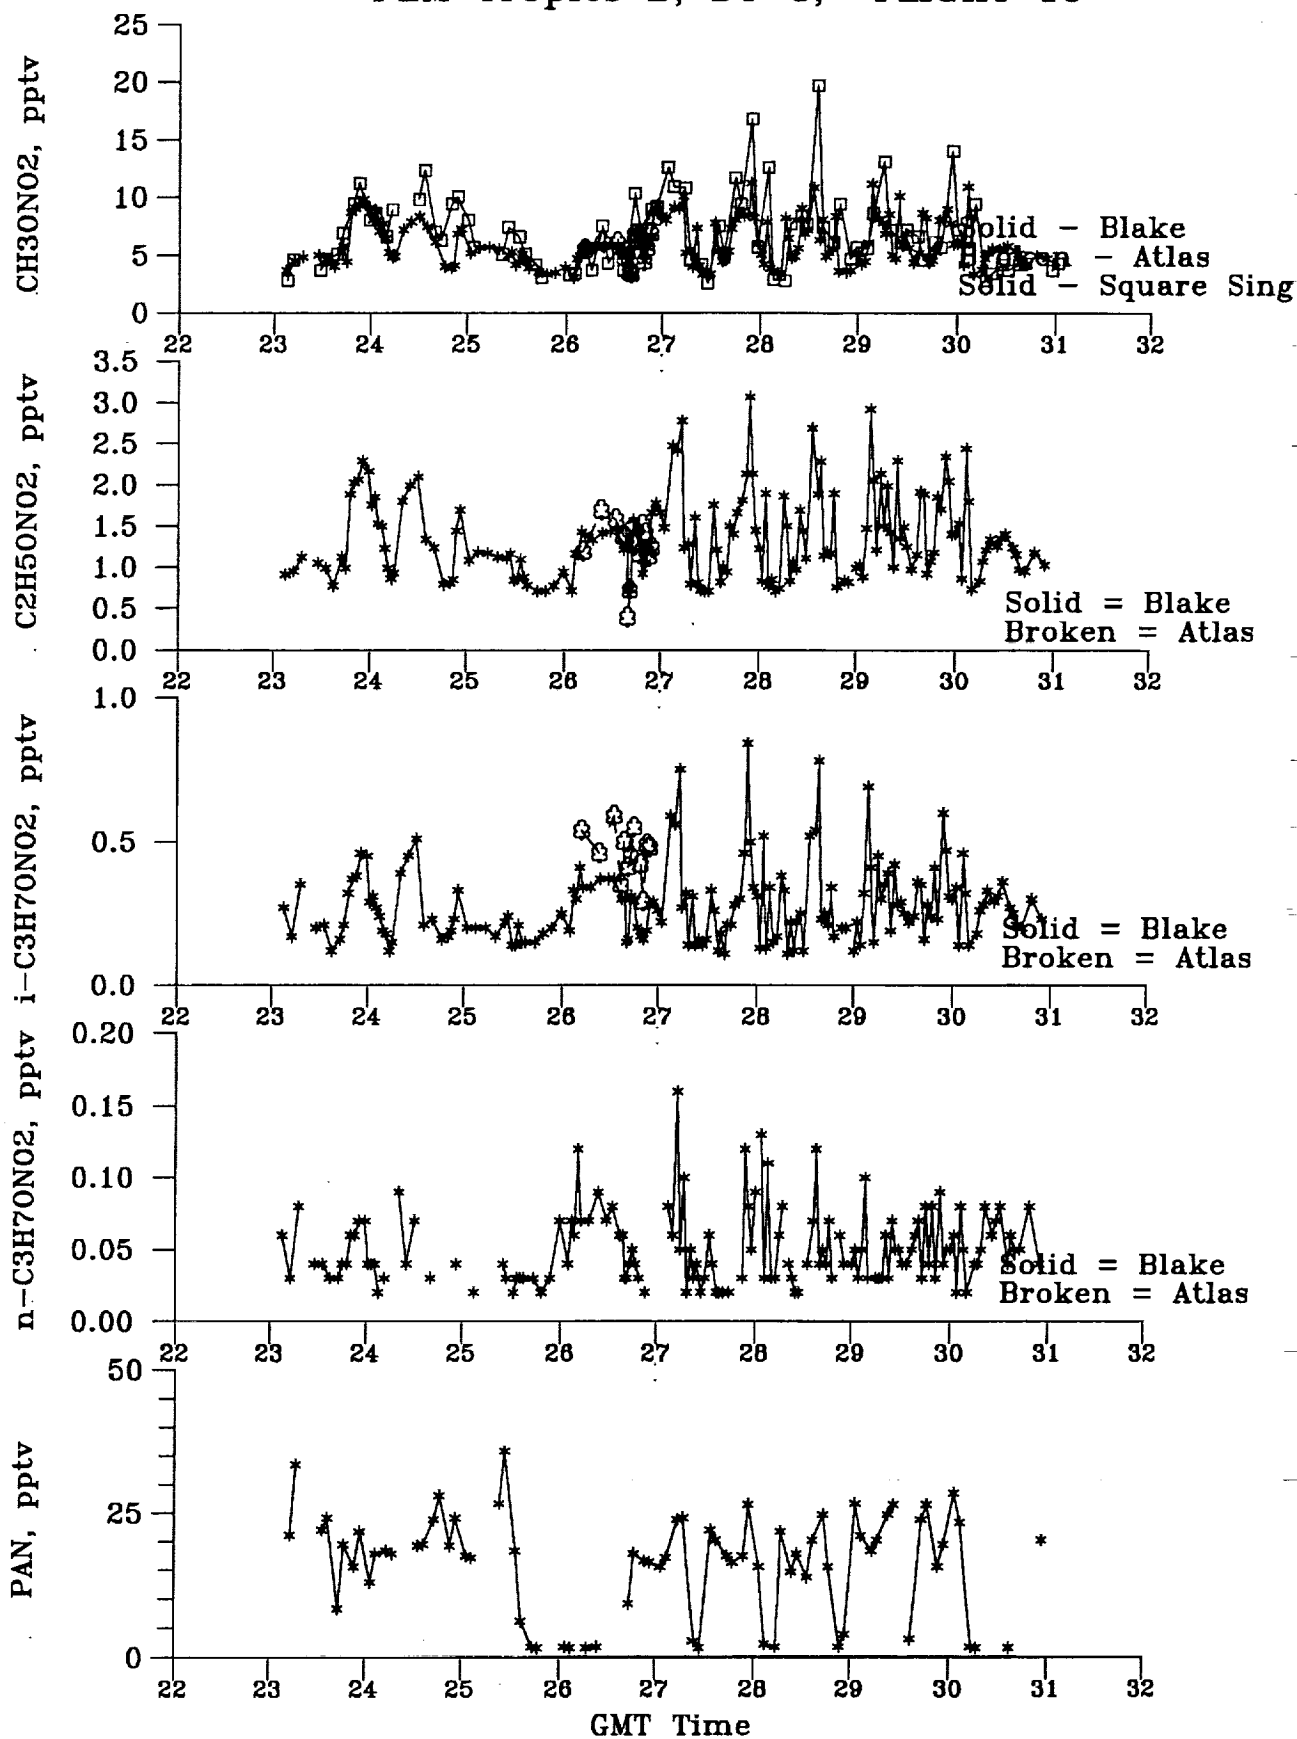 25
20
15
10
5
0
CH3ONO2, pptv
Solid - Blake
Broken - Atlas
Solid - Square Sing
22 23 24 25 26 27 28 29 30 31 32
3.5
3.0
2.5
2.0
1.5
1.0
0.5
0.0
C2H5ONO2, pptv
Solid = Blake
Broken = Atlas
22 23 24 25 26 27 28 29 30 31 32
1.0
0.5
0.0
i-C3H7ONO2, pptv
Solid = Blake
Broken = Atlas
22 23 24 25 26 27 28 29 30 31 32
0.20
0.15
0.10
0.05
0.00
n-C3H7ONO2, pptv
Solid = Blake
Broken = Atlas
22 23 24 25 26 27 28 29 30 31 32
50
25
0
PAN, pptv
22 23 24 25 26 27 28 29 30 31 32
GMT Time